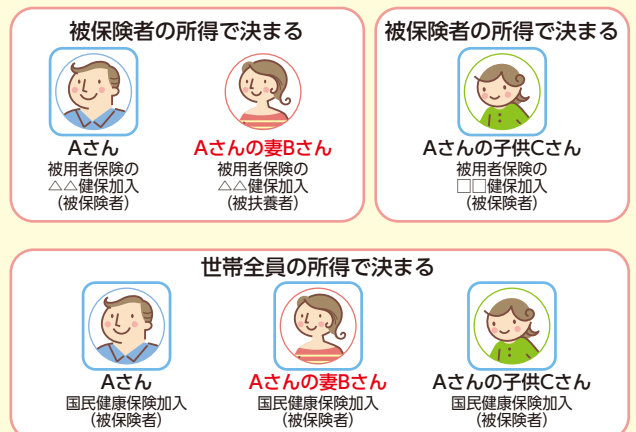 被保険者の所得で決まる
Aさん
被用者保険の
△△健保加入
（被保険者）
Aさんの妻Bさん
被用者保険の
△△健保加入
（被扶養者）
被保険者の所得で決まる
Aさんの子供Cさん
被用者保険の
□□健保加入
（被保険者）
世帯全員の所得で決まる
Aさん
国民健康保険加入
（被保険者）
Aさんの妻Bさん
国民健康保険加入
（被保険者）
Aさんの子供Cさん
国民健康保険加入
（被保険者）